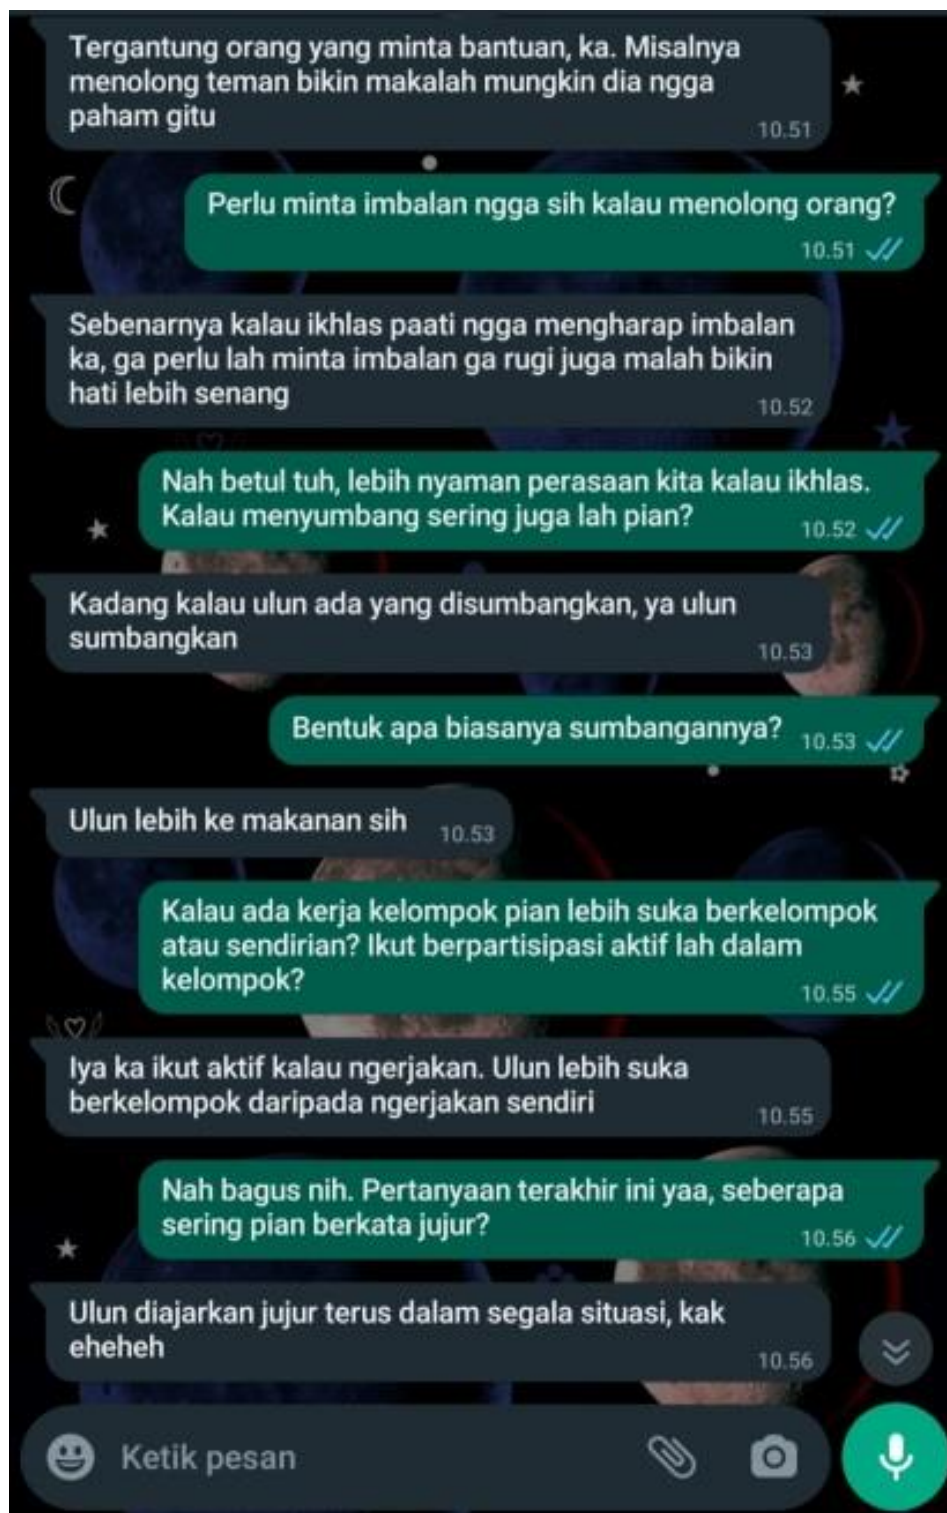 Tergantung orang yang minta bantuan, ka. Misalnya
menolong teman bikin makalah mungkin dia ngga
paham gitu
10.51
Perlu minta imbalan ngga sih kalau menolong orang?
10.51
Sebenarnya kalau ikhlas paati ngga mengharap imbalan
ka, ga perlu lah minta imbalan ga rugi juga malah bikin
hati lebih senang
10.52
Nah betul tuh, lebih nyaman perasaan kita kalau ikhlas.
Kalau menyumbang sering juga lah pian?
10.52
Kadang kalau ulun ada yang disumbangkan, ya ulun
sumbangkan
10.53
Bentuk apa biasanya sumbangannya?
10.53
Ulun lebih ke makanan sih
10.53
Kalau ada kerja kelompok pian lebih suka berkelompok
atau sendirian? Ikut berpartisipasi aktif lah dalam
kelompok?
10.55
Iya ka ikut aktif kalau ngerjakan. Ulun lebih suka
berkelompok daripada ngerjakan sendiri
10.55
Nah bagus nih. Pertanyaan terakhir ini yaa, seberapa
sering pian berkata jujur?
10.56
Ulun diajarkan jujur terus dalam segala situasi, kak
eheheh
10.56
Ketik pesan